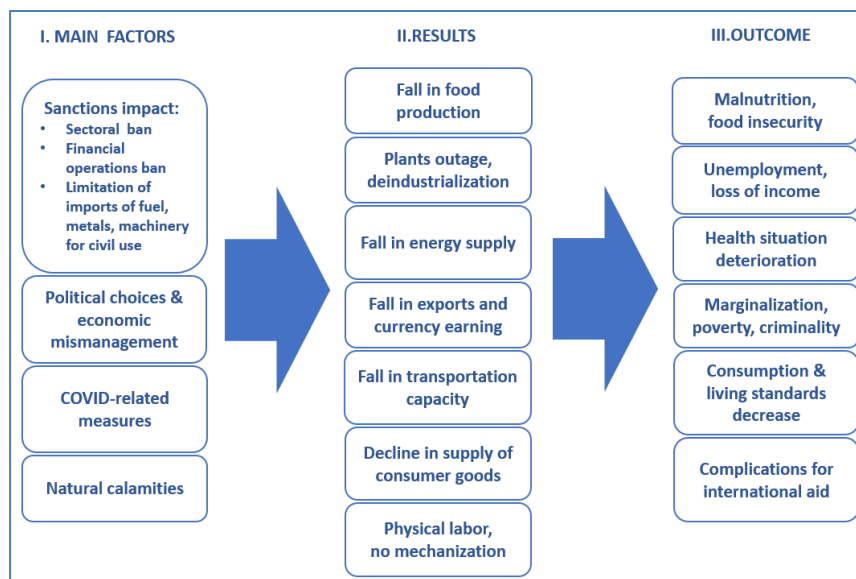 I. MAIN FACTORS
Sanctions impact:
• Sectoral ban
• Financial
operations ban
• Limitation of
imports of fuel,
metals, machinery
for civil use
Political choices &
economic
mismanagement
COVID-related
measures
Natural calamities
II.RESULTS
Fall in food
production
Plants outage,
deindustrialization
Fall in energy supply
Fall in exports and
currency earning
Fall in transportation
capacity
Decline in supply of
consumer goods
Physical labor,
no mechanization
III.OUTCOME
Malnutrition,
food insecurity
Unemployment,
loss of income
Health situation
deterioration
Marginalization,
poverty, criminality
Consumption &
living standards
decrease
Complications for
international aid